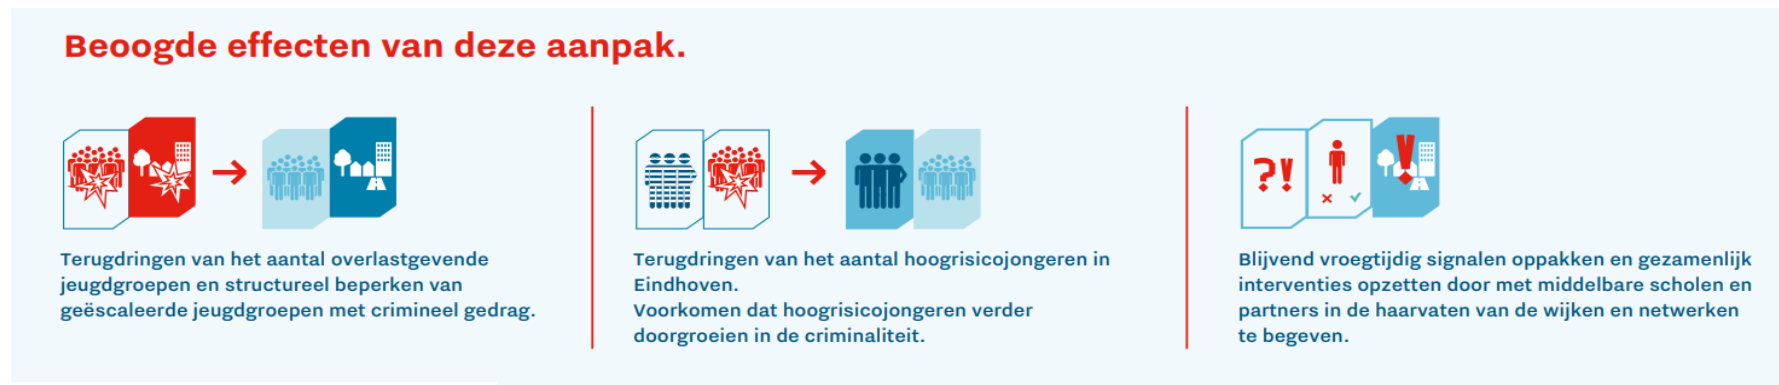 Beoogde effecten van deze aanpak.
Terugdringen van het aantal overlastgevende
jeugdgroepen en structureel beperken van
geëscaleerde jeugdgroepen met crimineel gedrag.
Terugdringen van het aantal hoogrisicojongeren in
Eindhoven.
Voorkomen dat hoogrisicojongeren verder
doorgroeien in de criminaliteit.
?!
!
Blijvend vroegtijdig signalen oppakken en gezamenlijk
interventies opzetten door met middelbare scholen en
partners in de haarvaten van de wijken en netwerken
te begeven.